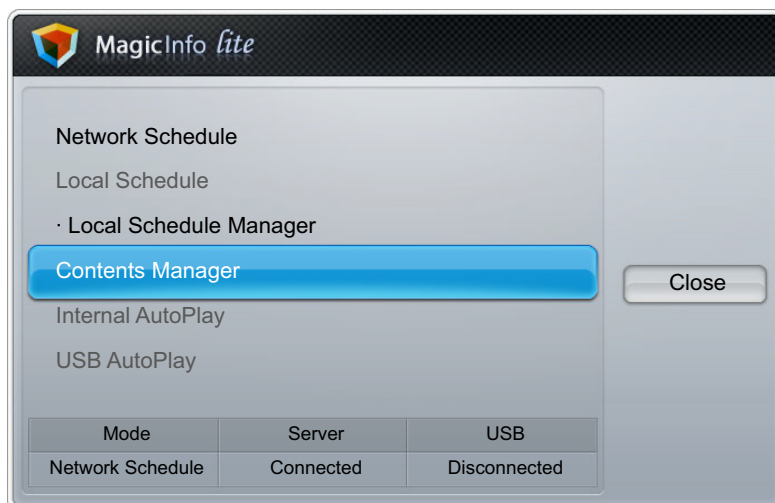 MagicInfo lite
Network Schedule
Local Schedule
· Local Schedule Manager
Contents Manager
Close
Internal AutoPlay
USB AutoPlay
Mode Server USB
Network Schedule Connected Disconnected